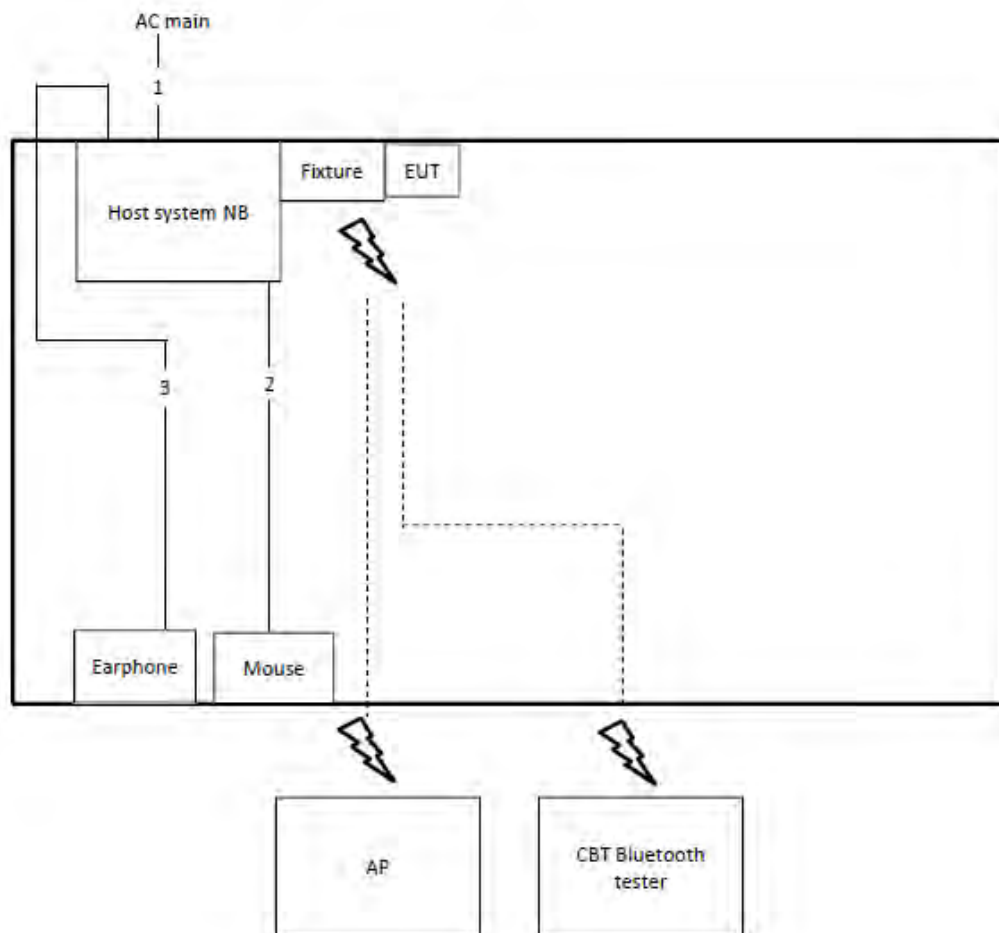 AC main
1
Fixture
EUT
Host system NB
3
2
Earphone
Mouse
AP
CBT Bluetooth
tester